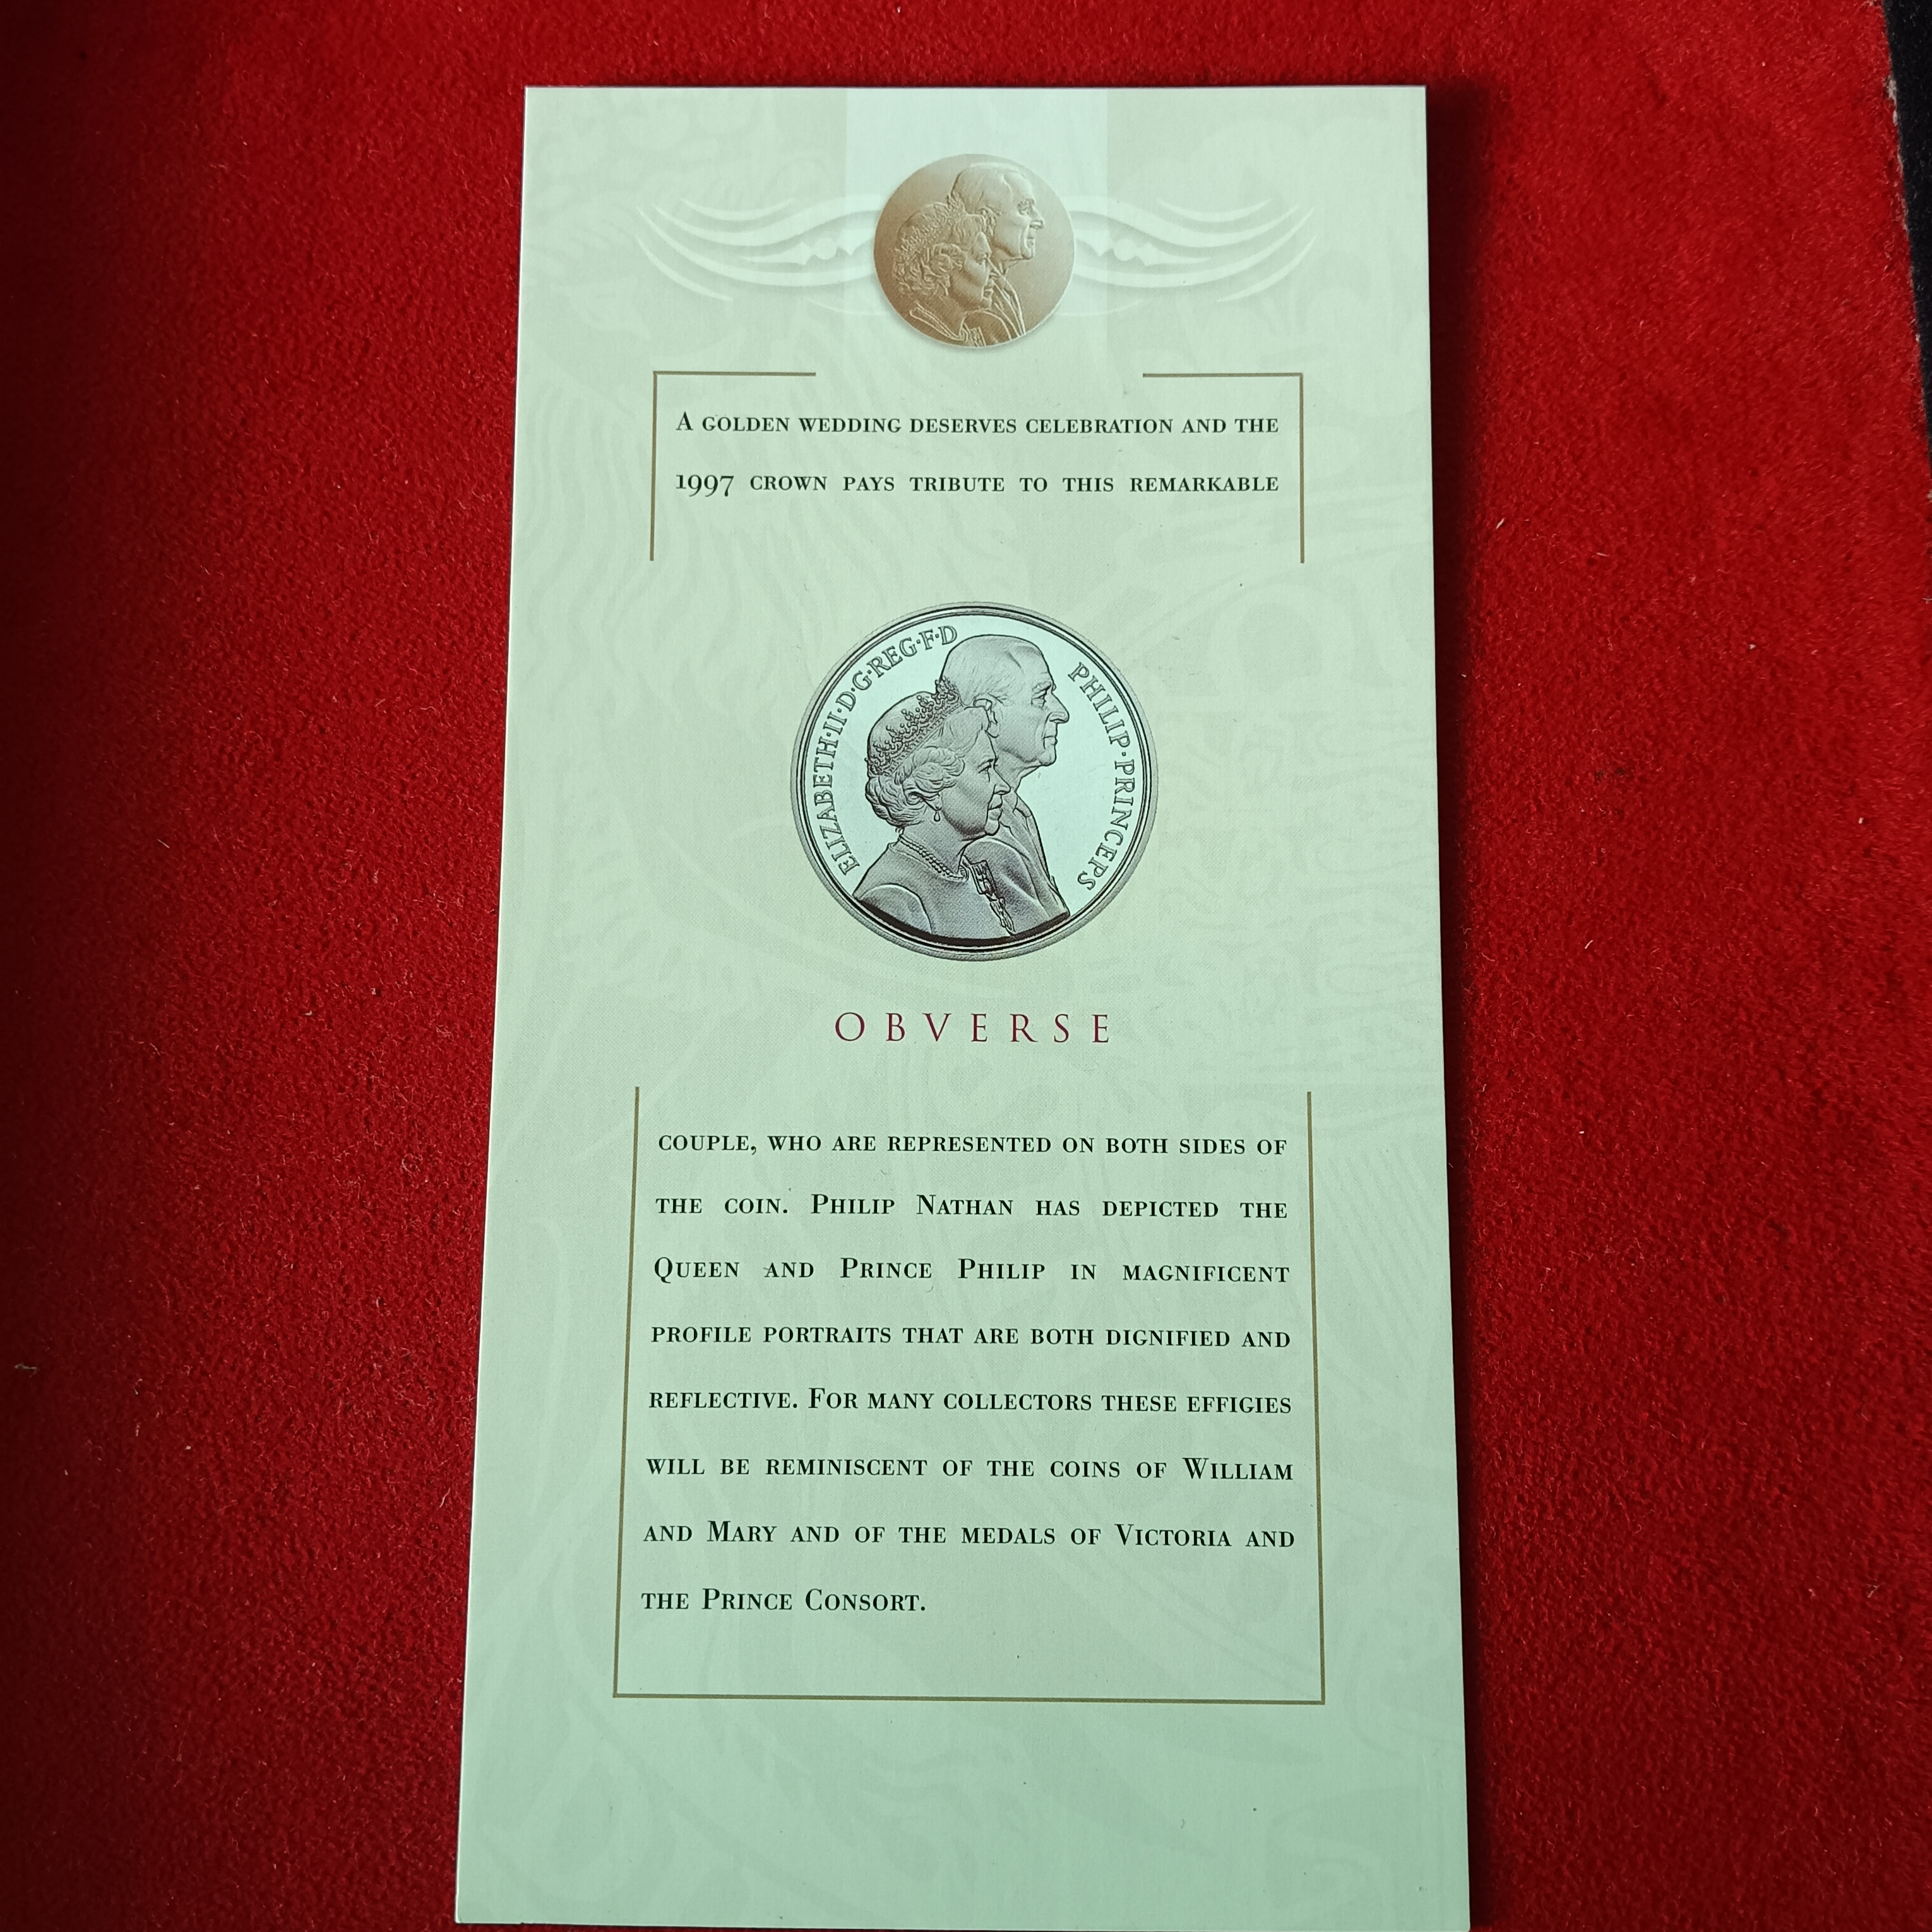 A GOLDEN WEDDING DESERVES CELEBRATION AND THE
1997 CROWN PAYS TRIBUTE TO THIS REMARKABLE
ELIZABETH·II·D·G·REG·F·D
PHILIP·PRINCEPS
OBVERSE
COUPLE, WHO ARE REPRESENTED ON BOTH SIDES OF
THE COIN. PHILIP NATHAN HAS DEPICTED THE
QUEEN AND PRINCE PHILIP IN MAGNIFICENT
PROFILE PORTRAITS THAT ARE BOTH DIGNIFIED AND
REFLECTIVE. FOR MANY COLLECTORS THESE EFFIGIES
WILL BE REMINISCENT OF THE COINS OF WILLIAM
AND MARY AND OF THE MEDALS OF VICTORIA AND
THE PRINCE CONSORT.